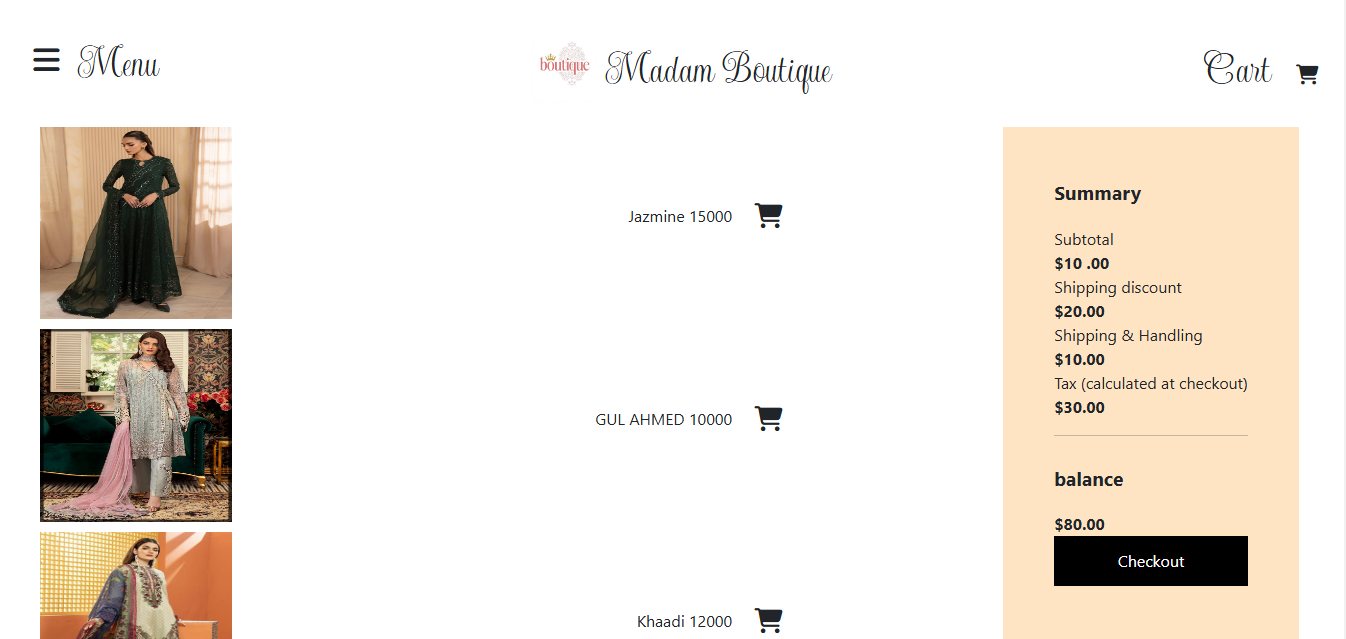 Menu
boutique
Madam Boutique
Cart
Jazmine 15000
GUL AHMED 10000
Khaadi 12000
Summary
Subtotal
$10 .00
Shipping discount
$20.00
Shipping & Handling
$10.00
Tax (calculated at checkout)
$30.00
balance
$80.00
Checkout